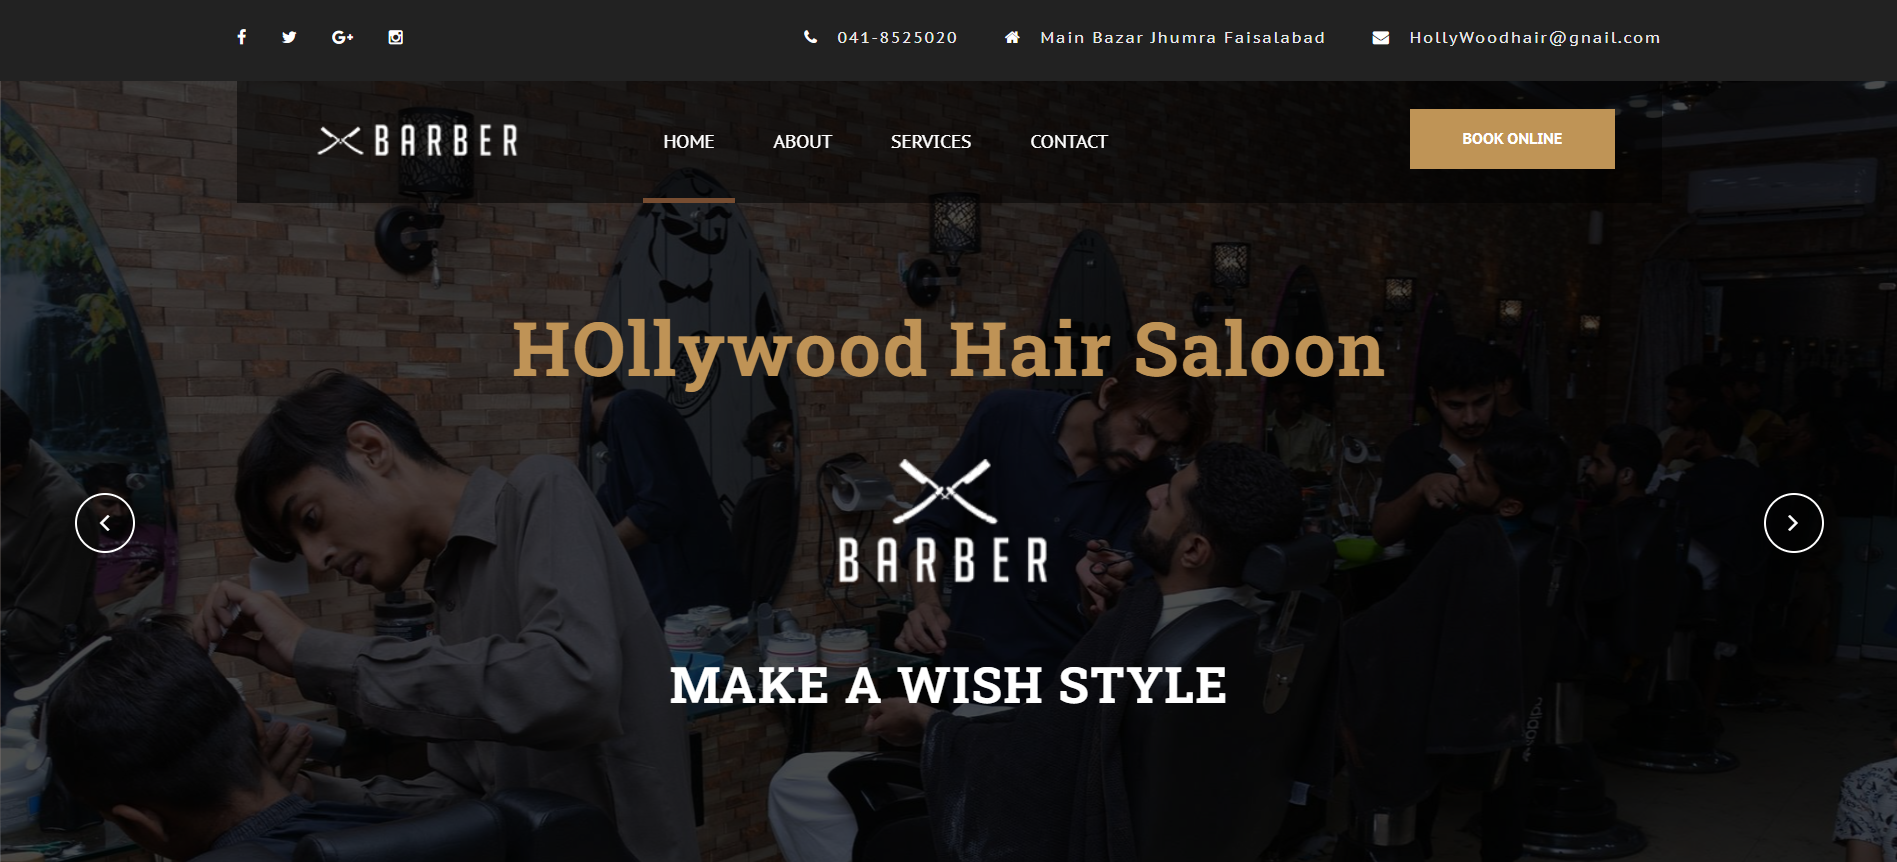 041-8525020
Main Bazar Jhumra Faisalabad
HollyWoodhair@gnail.com
BARBER
HOME
ABOUT
SERVICES
CONTACT
BOOK ONLINE
HOllywood Hair Saloon
BARBER
MAKE A WISH STYLE